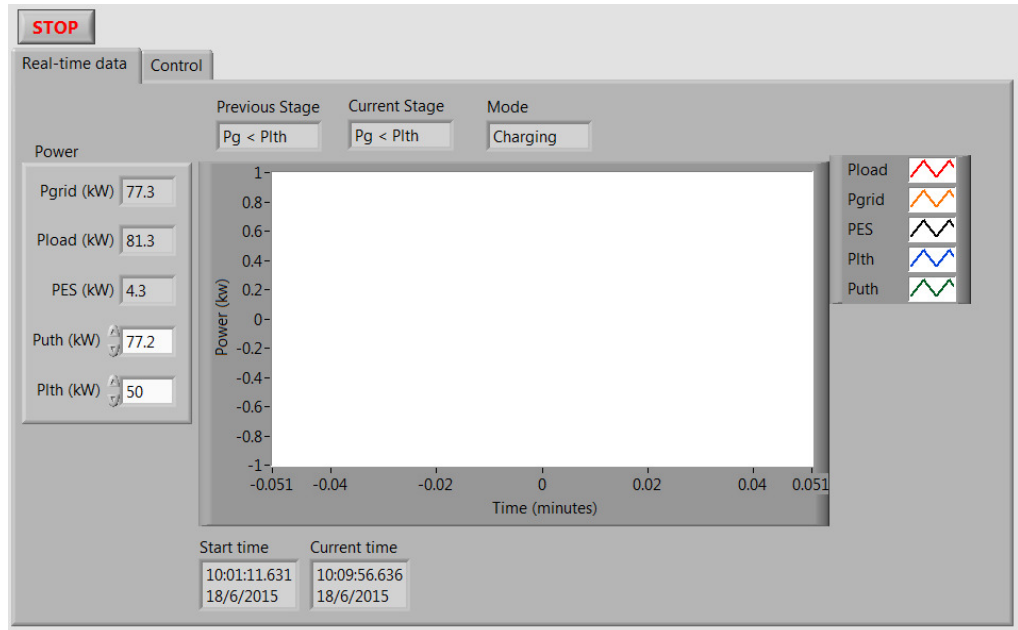 STOP
Real-time data
Control
Previous Stage
Current Stage
Mode
Pg < Plth
Pg < Plth
Charging
Power
Pgrid (kW) 77.3
Pload (kW) 81.3
PES (kW) 4.3
Puth (kW) 77.2
Plth (kW) 50
Power (kw)
1
0.8
0.6
0.4
0.2
0
-0.2
-0.4
-0.6
-0.8
-1
-0.051
-0.04
-0.02
0
0.02
0.04
0.051
Time (minutes)
Pload
Pgrid
PES
Plth
Puth
Start time
10:01:11.631
18/6/2015
Current time
10:09:56.636
18/6/2015